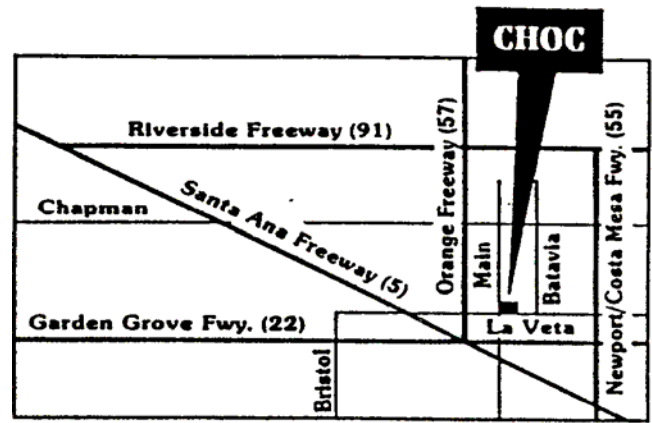 CHOC
Riverside Freeway (91)
Orange Freeway (57)
Newport/Costa Mesa Fwy. (55)
Santa Ana Freeway (5)
Chapman
Main
Batavia
Garden Grove Fwy. (22)
La Veta
Bristol